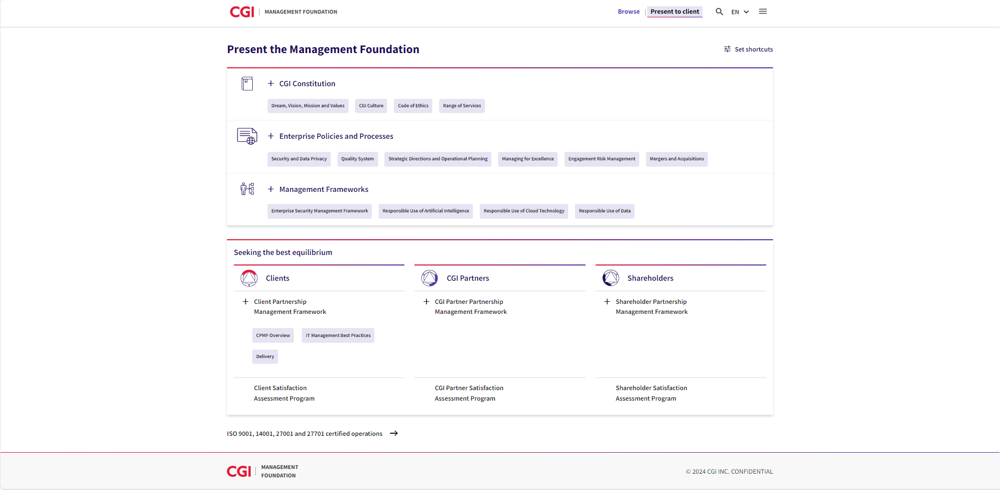 CGI MANAGEMENT FOUNDATION
Browse
Present to client
EN
Present the Management Foundation
Set shortcuts
CGI Constitution
Dream, Vision, Mission and Values
CGI Culture
Code of Ethics
Range of Services
Enterprise Policies and Processes
Security and Data Privacy
Quality System
Strategic Directions and Operational Planning
Managing for Excellence
Engagement Risk Management
Mergers and Acquisitions
Management Frameworks
Enterprise Security Management Framework
Responsible Use of Artificial Intelligence
Responsible Use of Cloud Technology
Responsible Use of Data
Seeking the best equilibrium
Clients
Client Partnership
Management Framework
CPMF Overview
IT Management Best Practices
Delivery
Client Satisfaction
Assessment Program
CGI Partners
CGI Partner Partnership
Management Framework
CGI Partner Satisfaction
Assessment Program
Shareholders
Shareholder Partnership
Management Framework
Shareholder Satisfaction
Assessment Program
ISO 9001, 14001, 27001 and 27701 certified operations
CGI
MANAGEMENT
FOUNDATION
© 2024 CGI INC. CONFIDENTIAL